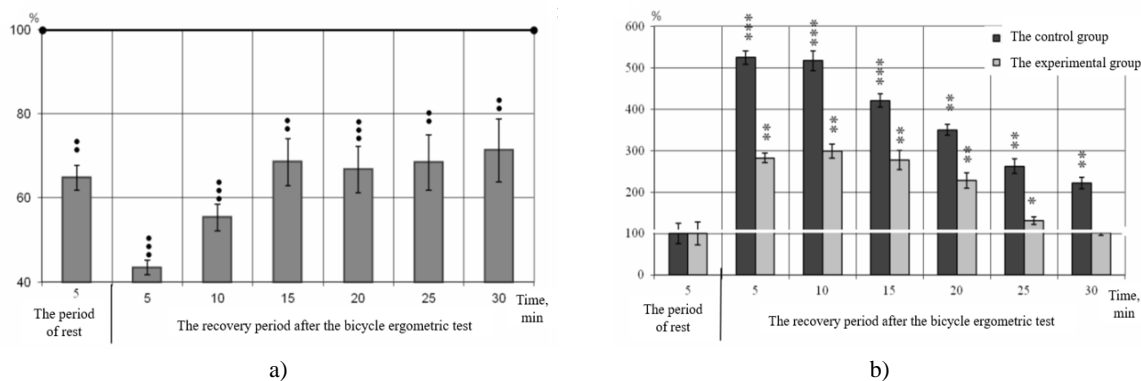 %
100
80
60
40
5
5
10
15
20
25
30
Time,
min
The period
of rest
The recovery period after the bicycle ergometric test
a)
%
600
500
400
300
200
100
0
***
***
***
**
**
**
**
**
**
**
*
The control group
The experimental group
5
5
10
15
20
25
30
Time,
min
The period
of rest
The recovery period after the bicycle ergometric test
b)